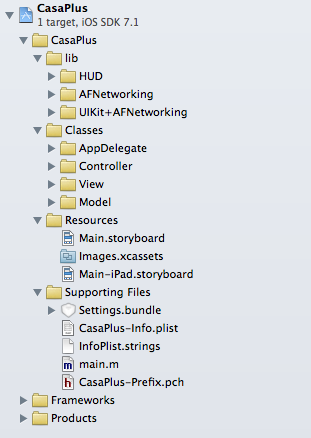 CasaPlus
1 target, iOS SDK 7.1
CasaPlus
lib
HUD
AFNetworking
UIKit+AFNetworking
Classes
AppDelegate
Controller
View
Model
Resources
Main.storyboard
Images.xcassets
Main-iPad.storyboard
Supporting Files
Settings.bundle
CasaPlus-Info.plist
InfoPlist.strings
m main.m
h CasaPlus-Prefix.pch
Frameworks
Products